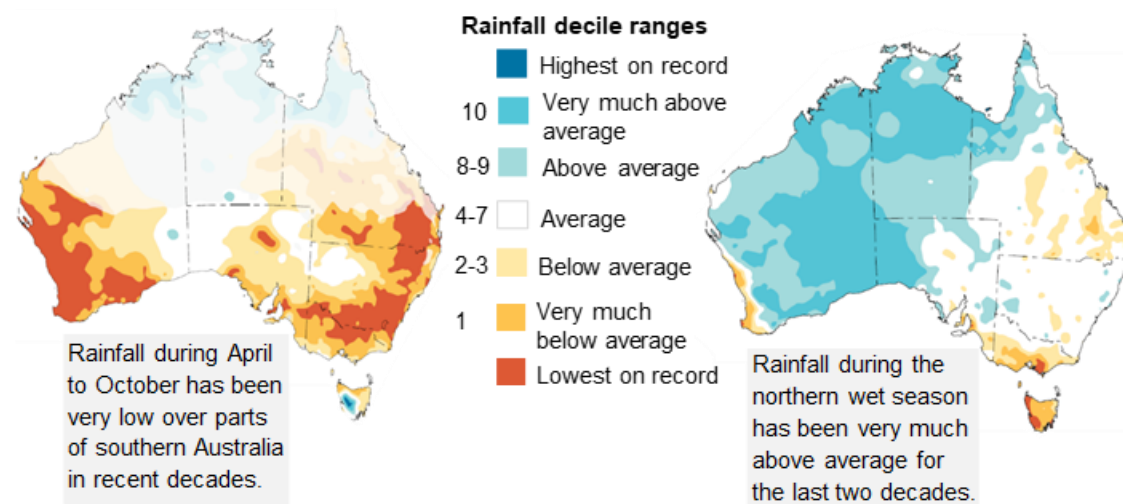 Rainfall decile ranges
Highest on record
10 Very much above
average
8-9 Above average
4-7 Average
2-3 Below average
1 Very much
below average
Lowest on record
Rainfall during April
to October has been
very low over parts
of southern Australia
in recent decades.
Rainfall during the
northern wet season
has been very much
above average for
the last two decades.